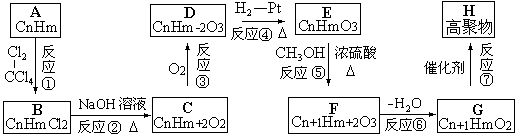 A
CnHm
Cl2
CCl4
反应①
B
CnHmCl2
NaOH 溶液
反应② △
C
CnHm+2O2
O2
反应③
D
CnHm-2O3
H2—Pt
反应④ △
E
CnHmO3
CH3OH 浓硫酸
反应⑤ △
F
Cn+1Hm+2O3
-H2O
反应⑥
G
Cn+1HmO2
催化剂
反应⑦
H
高聚物